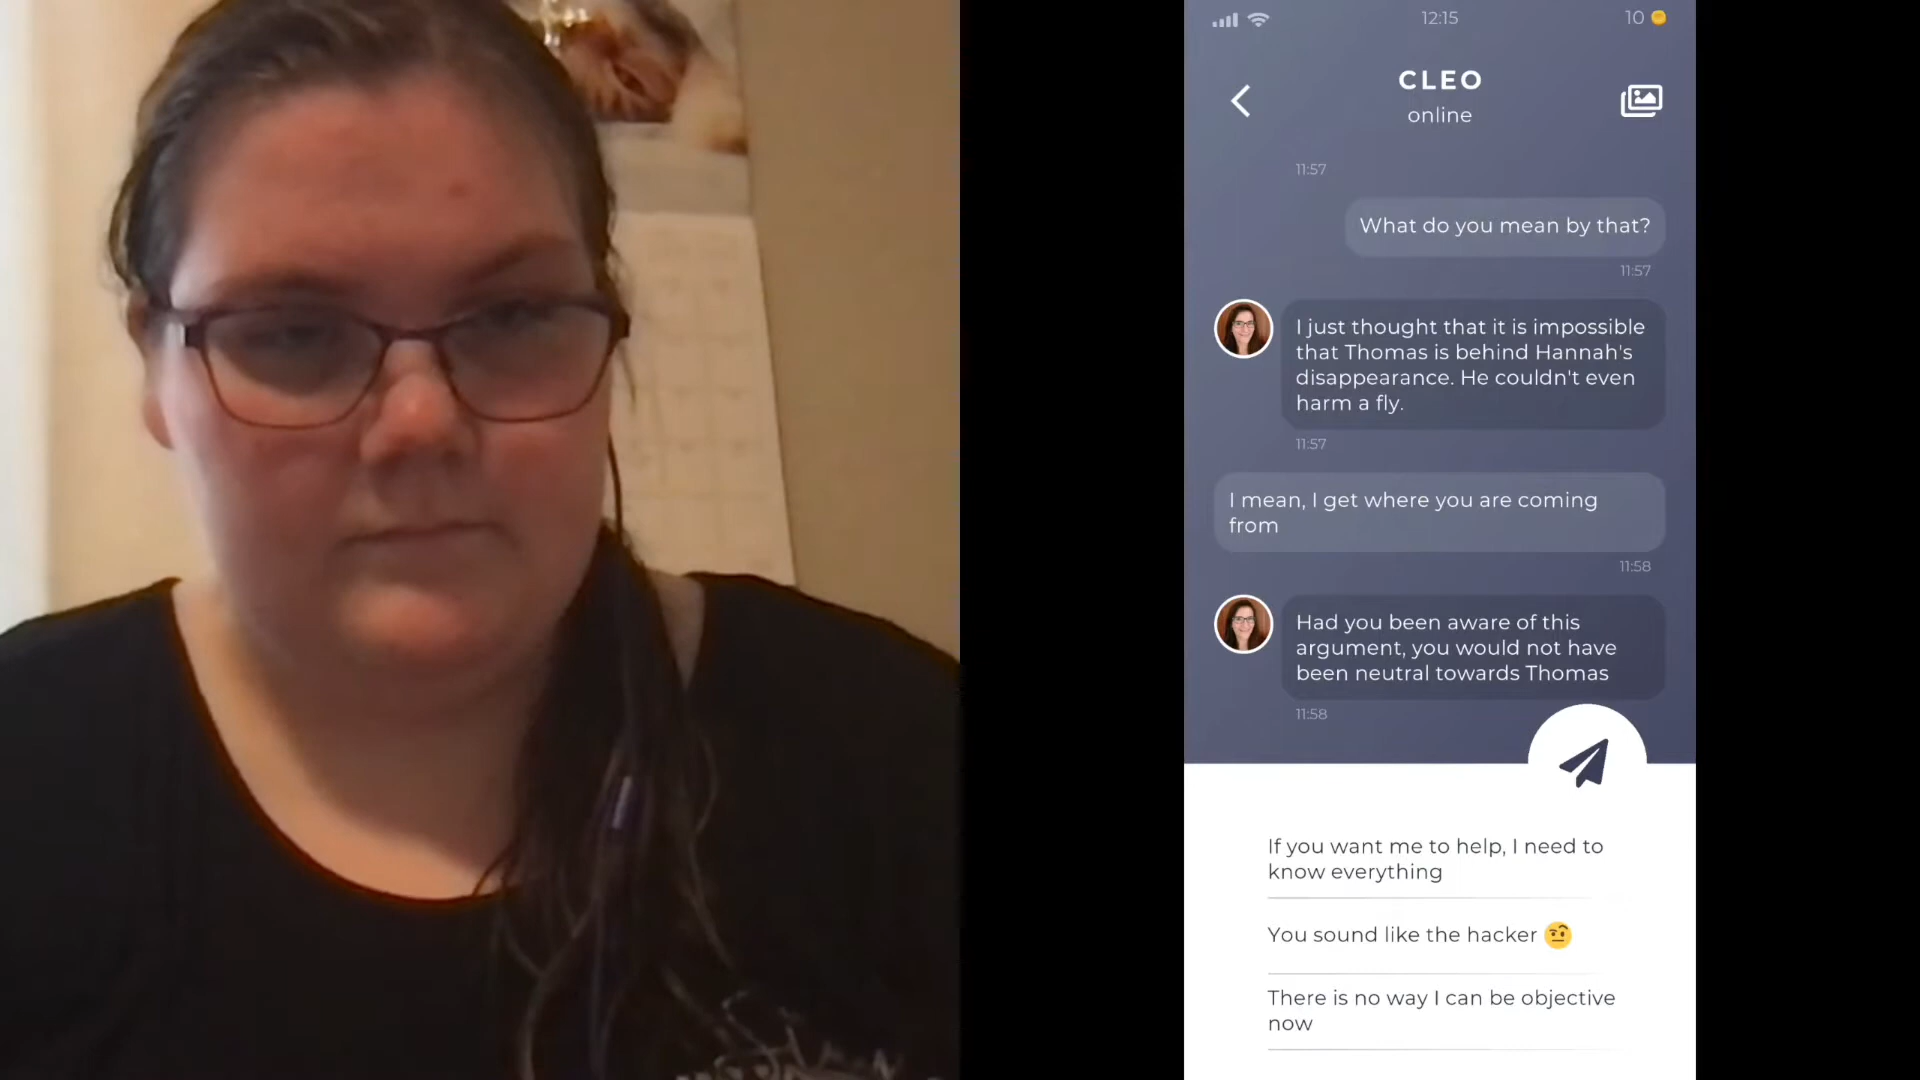 12:15
10
CLEO
online
11:57
What do you mean by that?
11:57
I just thought that it is impossible
that Thomas is behind Hannah's
disappearance. He couldn't even
harm a fly.
11:57
I mean, I get where you are coming
from
11:58
Had you been aware of this
argument, you would not have
been neutral towards Thomas
11:58
If you want me to help, I need to
know everything
You sound like the hacker 🤨
There is no way I can be objective
now